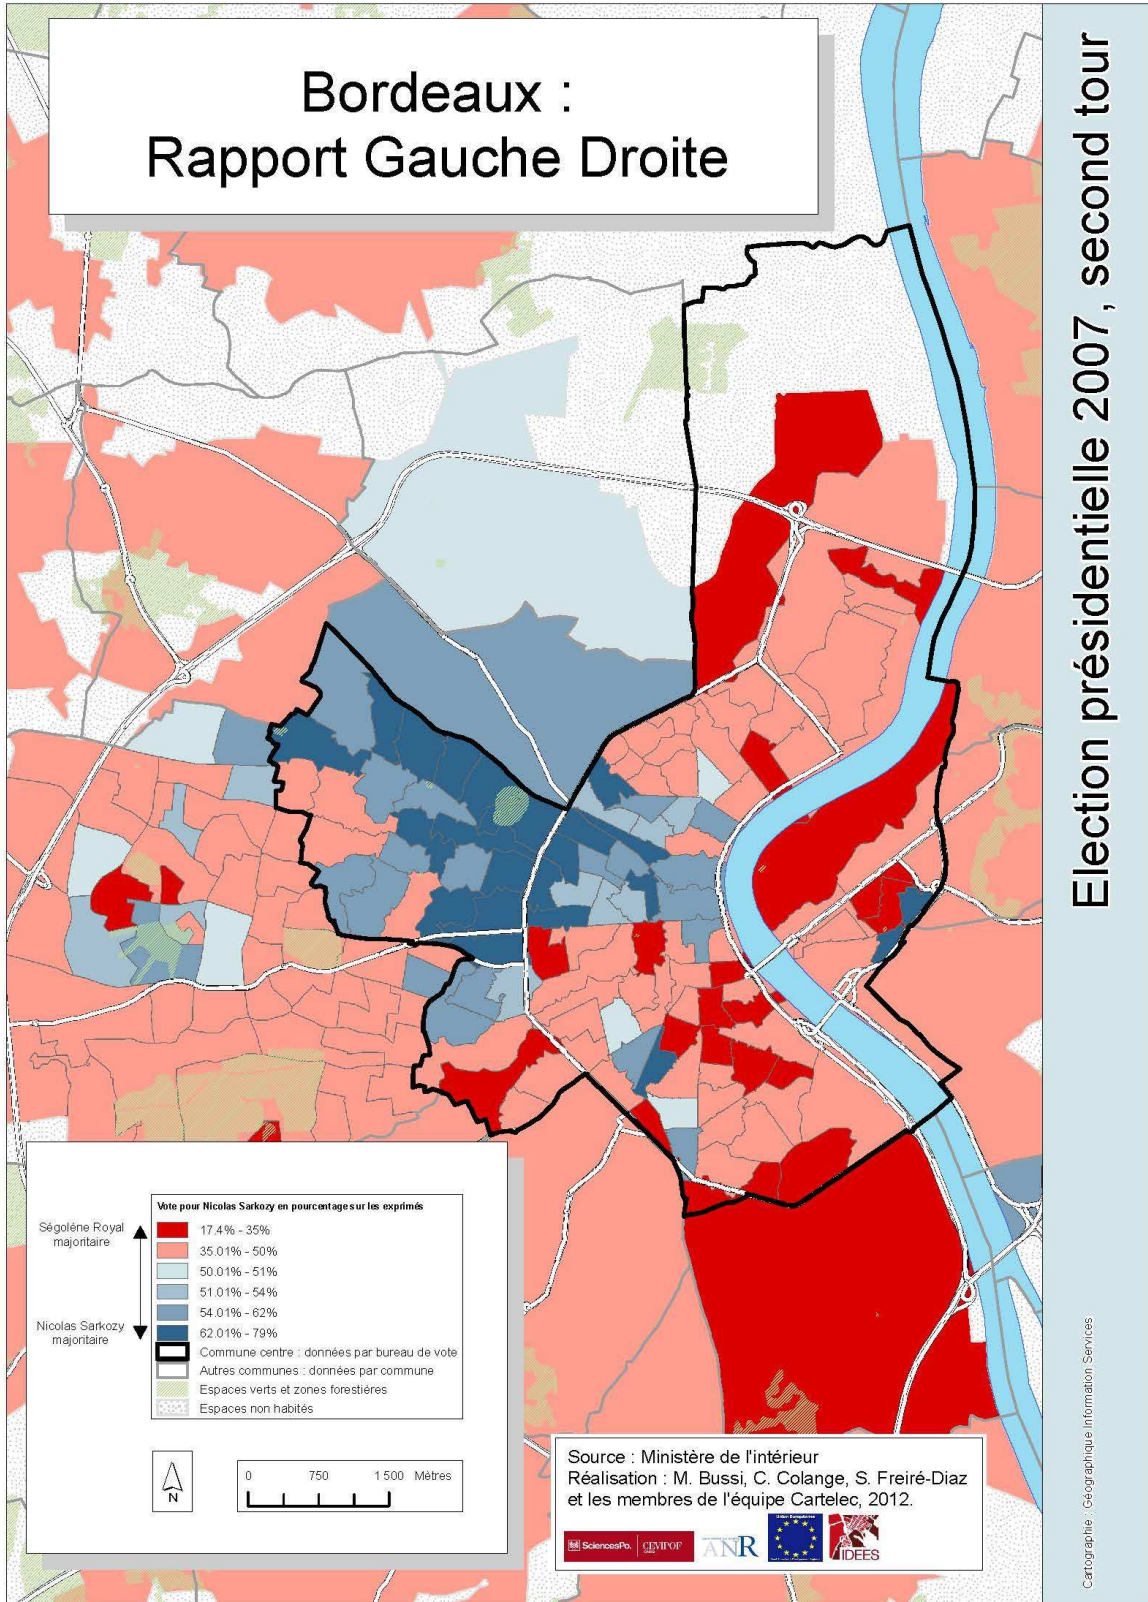 Bordeaux :
Rapport Gauche Droite
Election présidentielle 2007, second tour
Vote pour Nicolas Sarkozy en pourcentage sur les exprimés
Ségolène Royal
majoritaire
Nicolas Sarkozy
majoritaire
17.4% - 35%
35.01% - 50%
50.01% - 51%
51.01% - 54%
54.01% - 62%
62.01% - 79%
Commune centre : données par bureau de vote
Autres communes : données par commune
Espaces verts et zones forestières
Espaces non habités
N
0 750 1 500 Mètres
Source : Ministère de l'intérieur
Réalisation : M. Bussi, C. Colange, S. Freiré-Diaz
et les membres de l'équipe Cartelec, 2012.
SciencesPo. CEVIPOF
ANR
Union Européenne
IDEES
Cartographie : Géographique Information Services